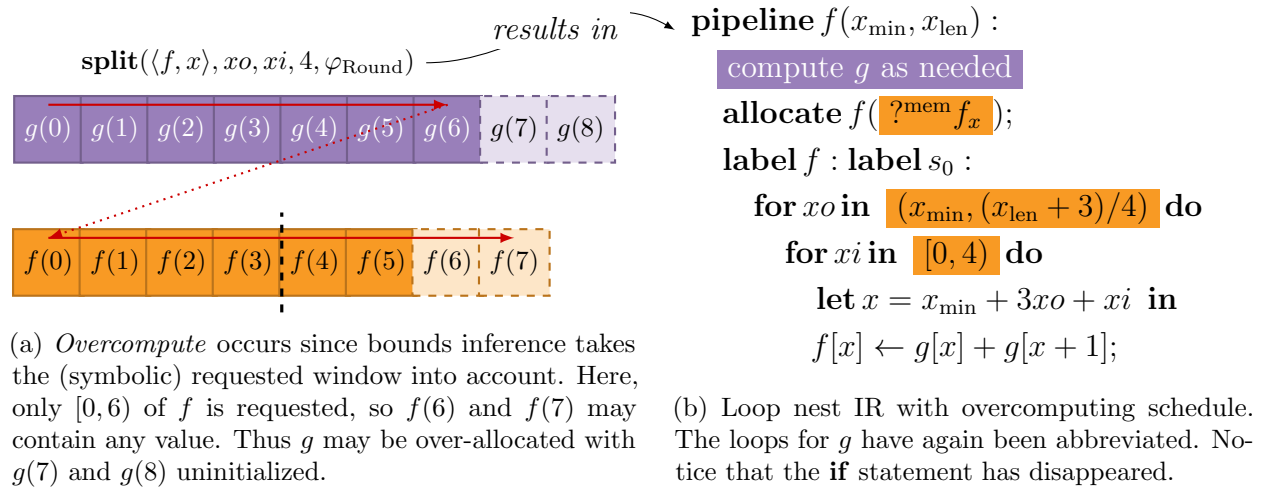 results in
split(⟨f, x⟩, xo, xi, 4, φRound)
g(0) g(1) g(2) g(3) g(4) g(5) g(6) g(7) g(8)
f(0) f(1) f(2) f(3) f(4) f(5) f(6) f(7)
(a) Overcompute occurs since bounds inference takes
the (symbolic) requested window into account. Here,
only [0, 6) of f is requested, so f(6) and f(7) may
contain any value. Thus g may be over-allocated with
g(7) and g(8) uninitialized.
pipeline f(xmin, xlen) :
compute g as needed
allocate f( ?mem fx );
label f : label s0 :
for xo in (xmin, (xlen + 3)/4) do
for xi in [0, 4) do
let x = xmin + 3xo + xi in
f[x] ← g[x] + g[x + 1];
(b) Loop nest IR with overcomputing schedule.
The loops for g have again been abbreviated. No-
tice that the if statement has disappeared.